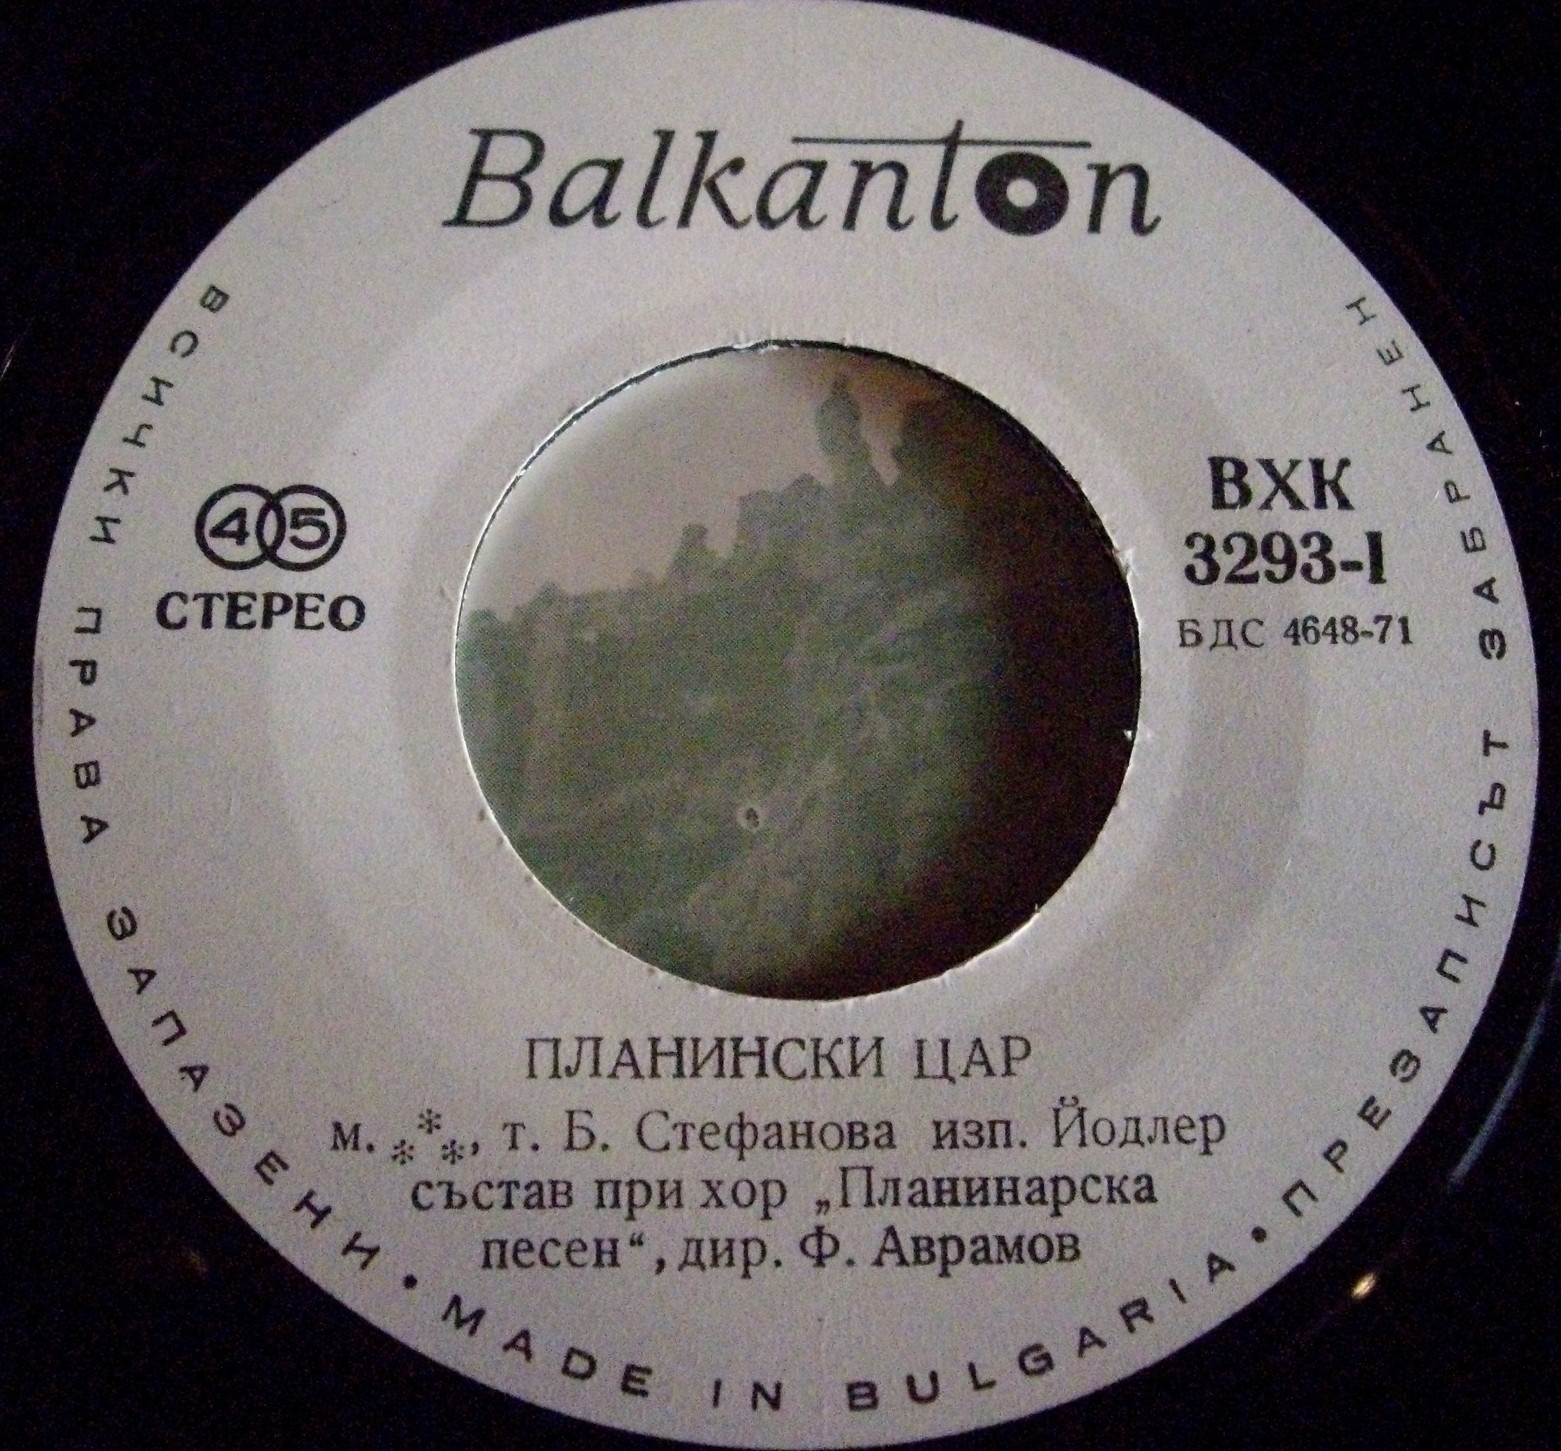 Balkanton
45
СТЕРЕО
ВХК
3293-I
БДС 4648-71
ПЛАНИНСКИ ЦАР
м. ***, т. Б. Стефанова изп. Йодлер
състав при хор „Планинарска
песен“, дир. Ф. Аврамов
ВСИЧКИ ПРАВА ЗАПАЗЕНИ • MADE IN BULGARIA • ПРЕЗАПИСЪТ ЗАБРАНЕН